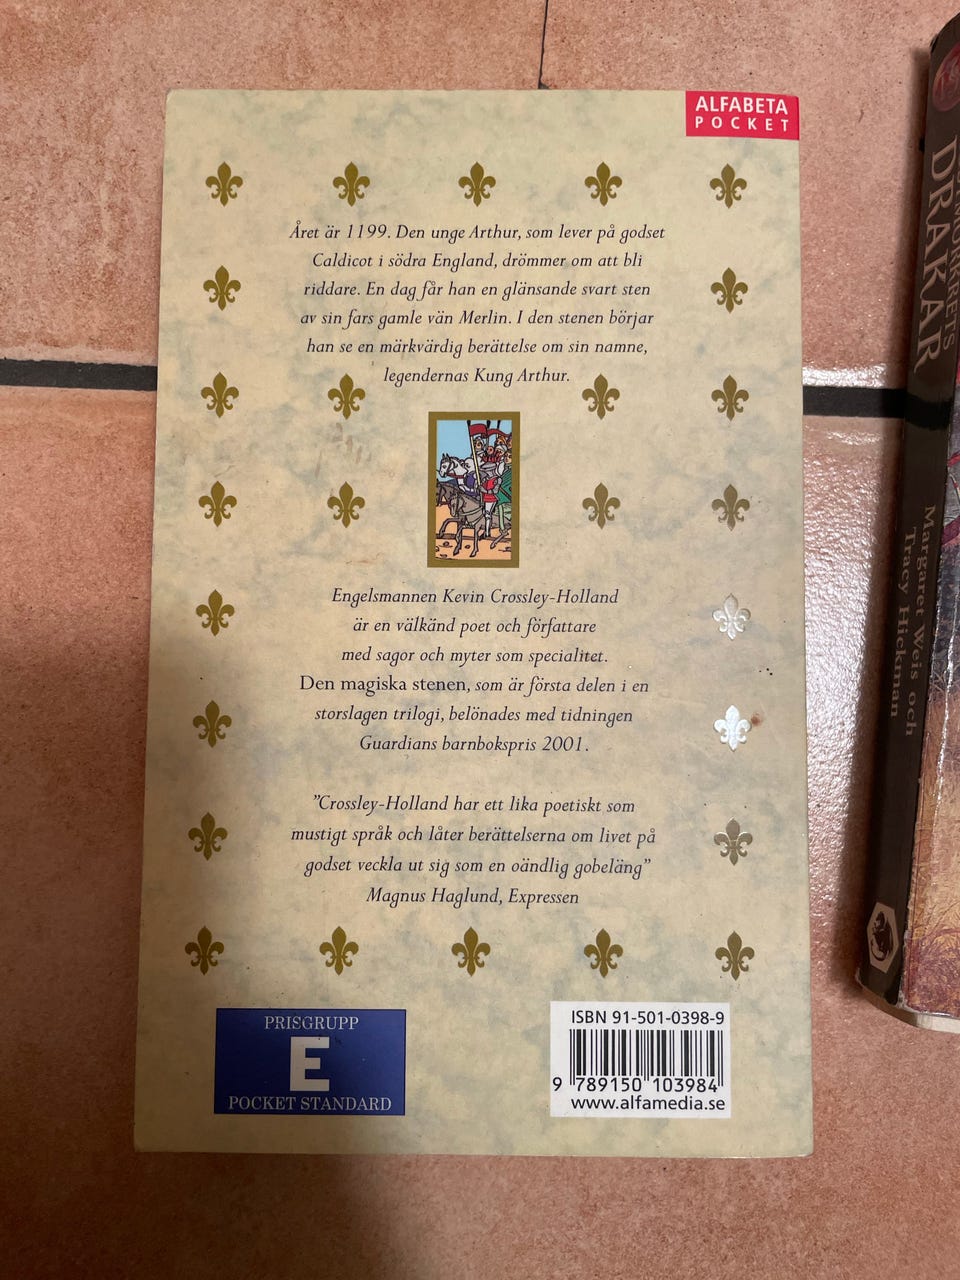 ALFABETA
POCKET
Året är 1199. Den unge Arthur, som lever på godset
Caldicot i södra England, drömmer om att bli
riddare. En dag får han en glänsande svart sten
av sin fars gamle vän Merlin. I den stenen börjar
han se en märkvärdig berättelse om sin namne,
legendernas Kung Arthur.
Engelsmannen Kevin Crossley-Holland
är en välkänd poet och författare
med sagor och myter som specialitet.
Den magiska stenen, som är första delen i en
storslagen trilogi, belönades med tidningen
Guardians barnbokspris 2001.
”Crossley-Holland har ett lika poetiskt som
mustigt språk och låter berättelserna om livet på
godset veckla ut sig som en oändlig gobeläng”
Magnus Haglund, Expressen
PRISGRUPP
E
POCKET STANDARD
ISBN 91-501-0398-9
9 789150 103984
www.alfamedia.se
DRAKAR
Margaret Weis och
Tracy Hickman